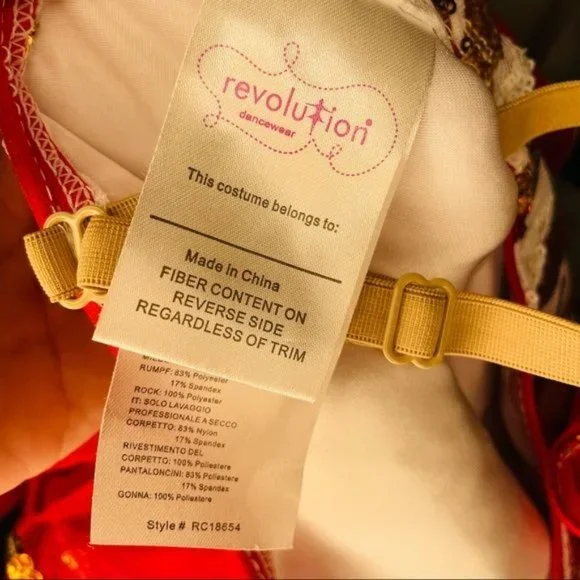 revolution®
dancewear
This costume belongs to:
Made in China
FIBER CONTENT ON
REVERSE SIDE
REGARDLESS OF TRIM
RUMPF: 83% Polyester
17% Spandex
ROCK: 100% Polyester
IT: SOLO LAVAGGIO
PROFESSIONALE A SECCO
CORPETTO: 83% Nylon
17% Spandex
RIVESTIMENTO DEL
CORPETTO: 100% Poliestere
PANTALONCINI: 83% Poliestere
17% Spandex
GONNA: 100% Poliestere
Style# RC18654